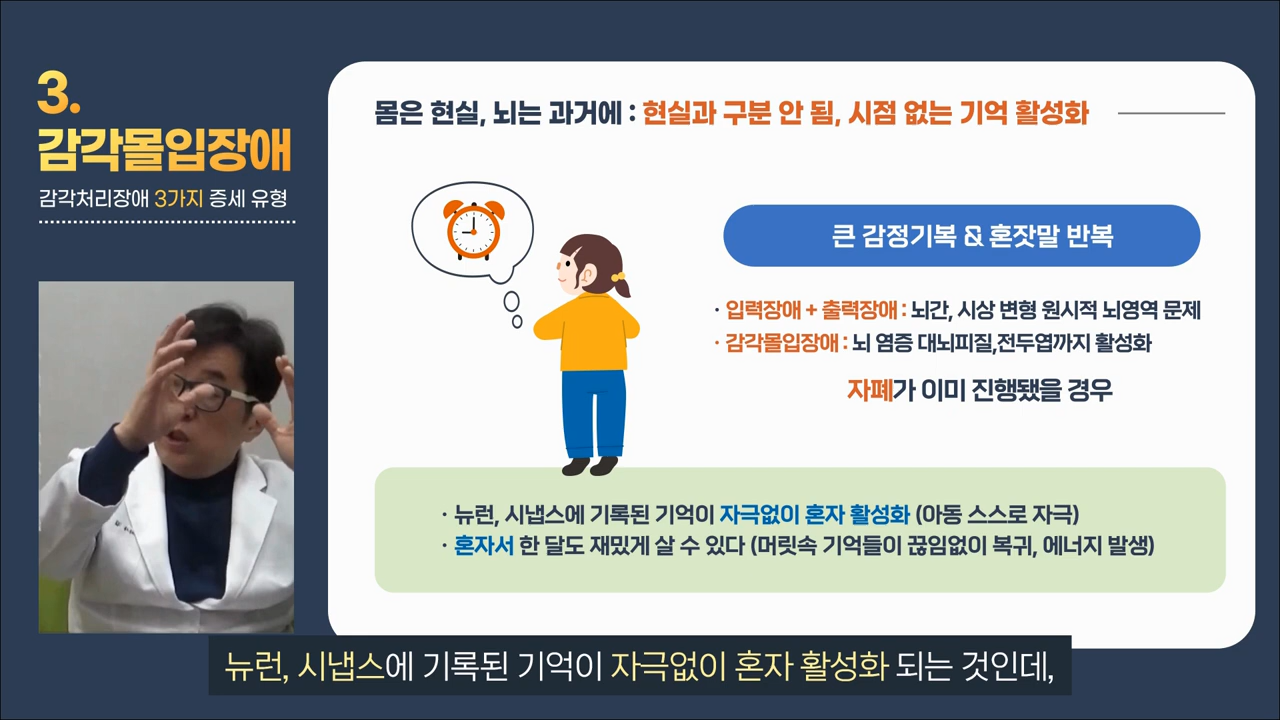 3.
감각몰입장애
감각처리장애 3가지 증세 유형
몸은 현실, 뇌는 과거에 : 현실과 구분 안 됨, 시점 없는 기억 활성화
큰 감정기복 & 혼잣말 반복
· 입력장애 + 출력장애 : 뇌간, 시상 변형 원시적 뇌영역 문제
· 감각몰입장애 : 뇌 염증 대뇌피질,전두엽까지 활성화
자폐가 이미 진행됐을 경우
· 뉴런, 시냅스에 기록된 기억이 자극없이 혼자 활성화 (아동 스스로 자극)
· 혼자서 한 달도 재밌게 살 수 있다 (머릿속 기억들이 끊임없이 복귀, 에너지 발생)
뉴런, 시냅스에 기록된 기억이 자극없이 혼자 활성화 되는 것인데,